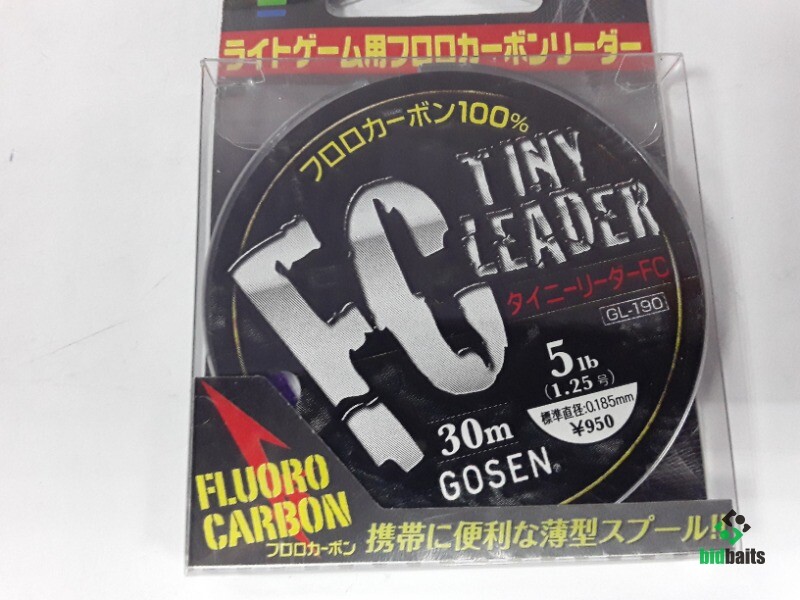 ライトゲーム用フロロカーボンリーダー
フロロカーボン100%
FC
TINY
LEADER
タイニーリーダーFC
GL-190
5lb
(1.25号)
標準直径:0.185mm
¥950
30m
GOSEN
FLUORO
CARBON
フロロカーボン
携帯に便利な薄型スプール!!
bidbaits